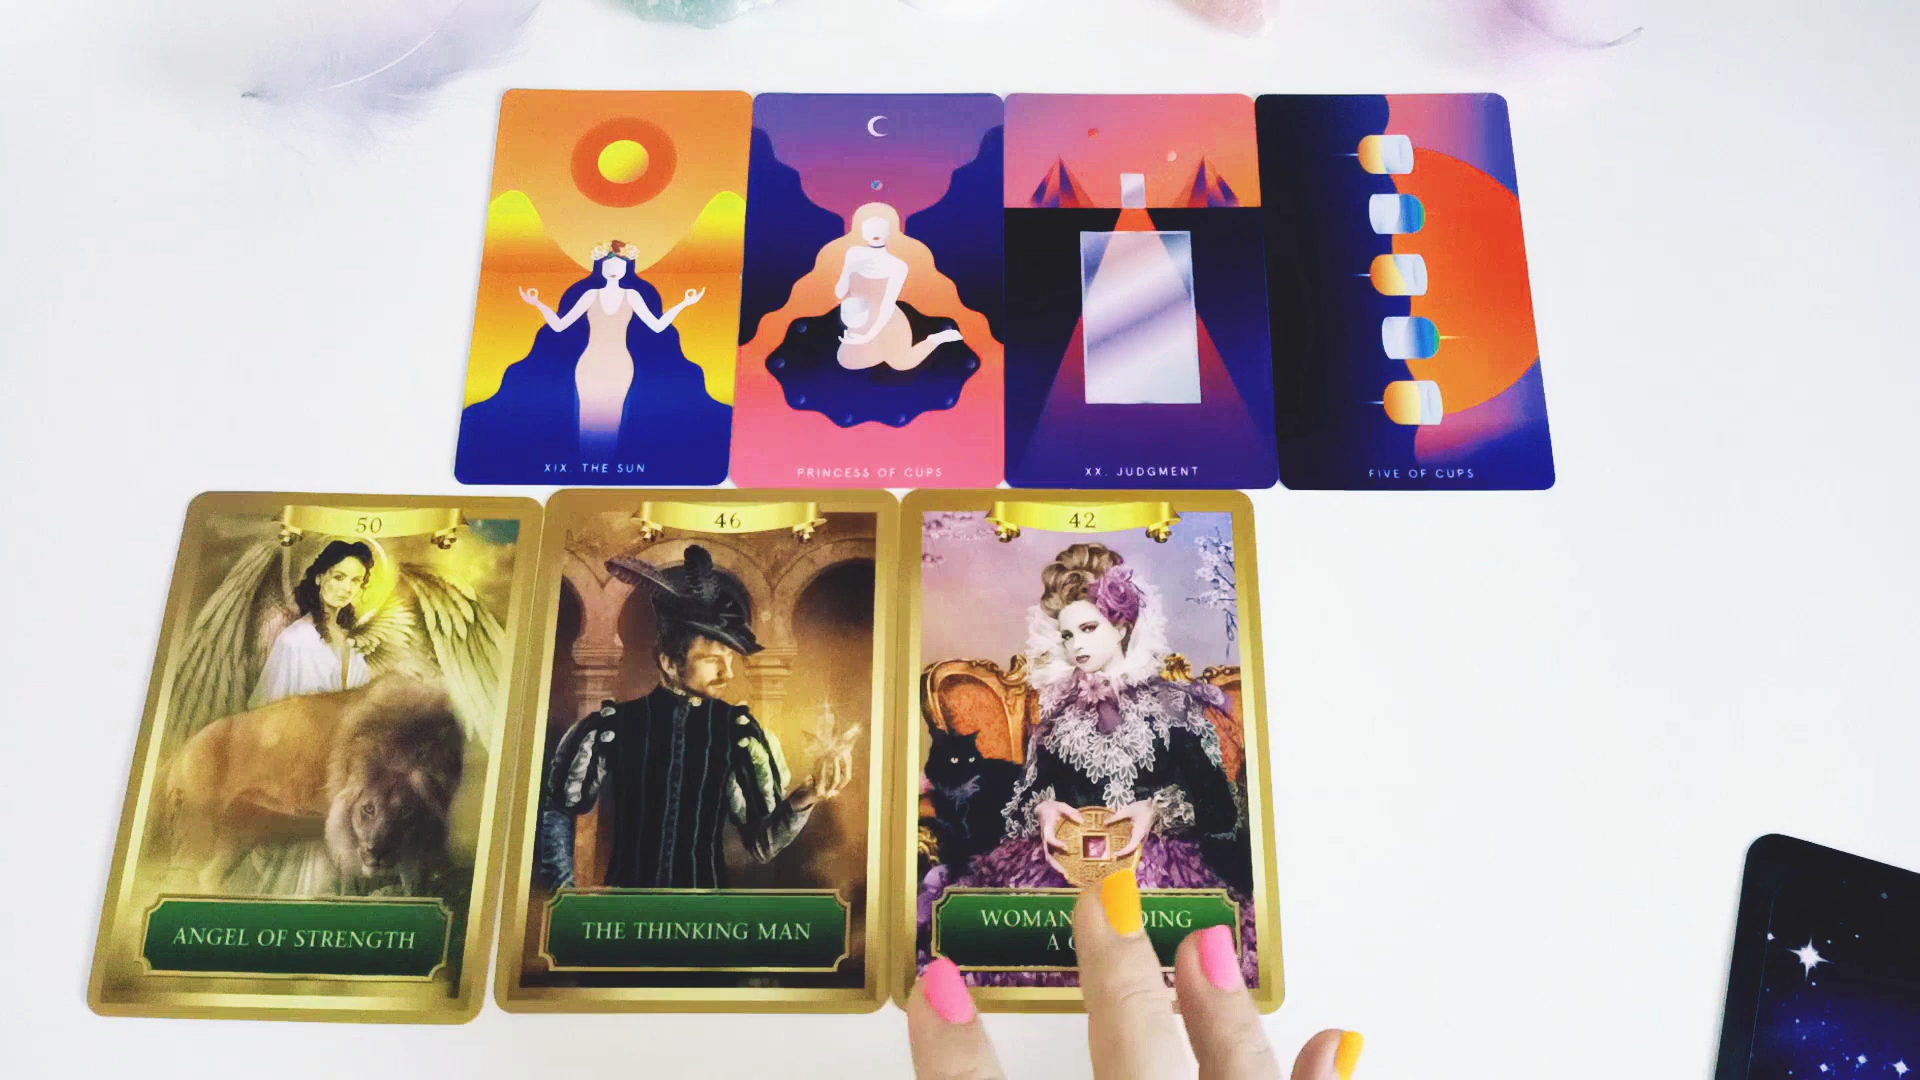 XIX. THE SUN
PRINCESS OF CUPS
XX. JUDGMENT
FIVE OF CUPS
50
46
42
ANGEL OF STRENGTH
THE THINKING MAN
WOMAN
A